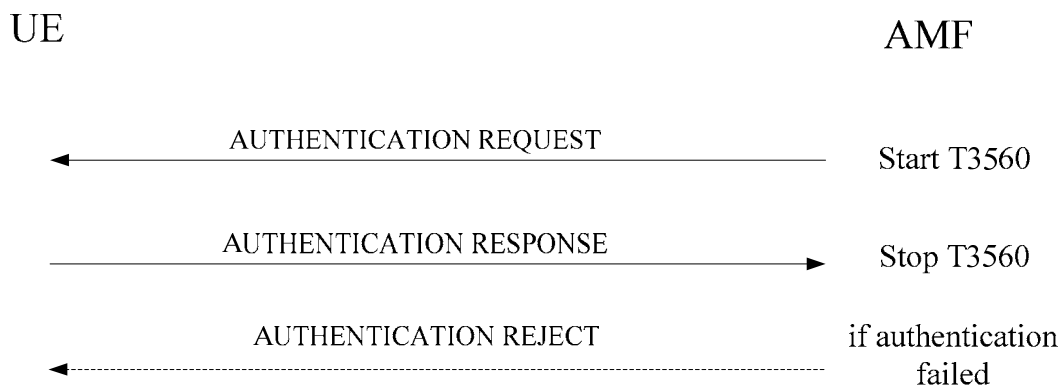 UE
AMF
AUTHENTICATION REQUEST
Start T3560
AUTHENTICATION RESPONSE
Stop T3560
AUTHENTICATION REJECT
if authentication
failed